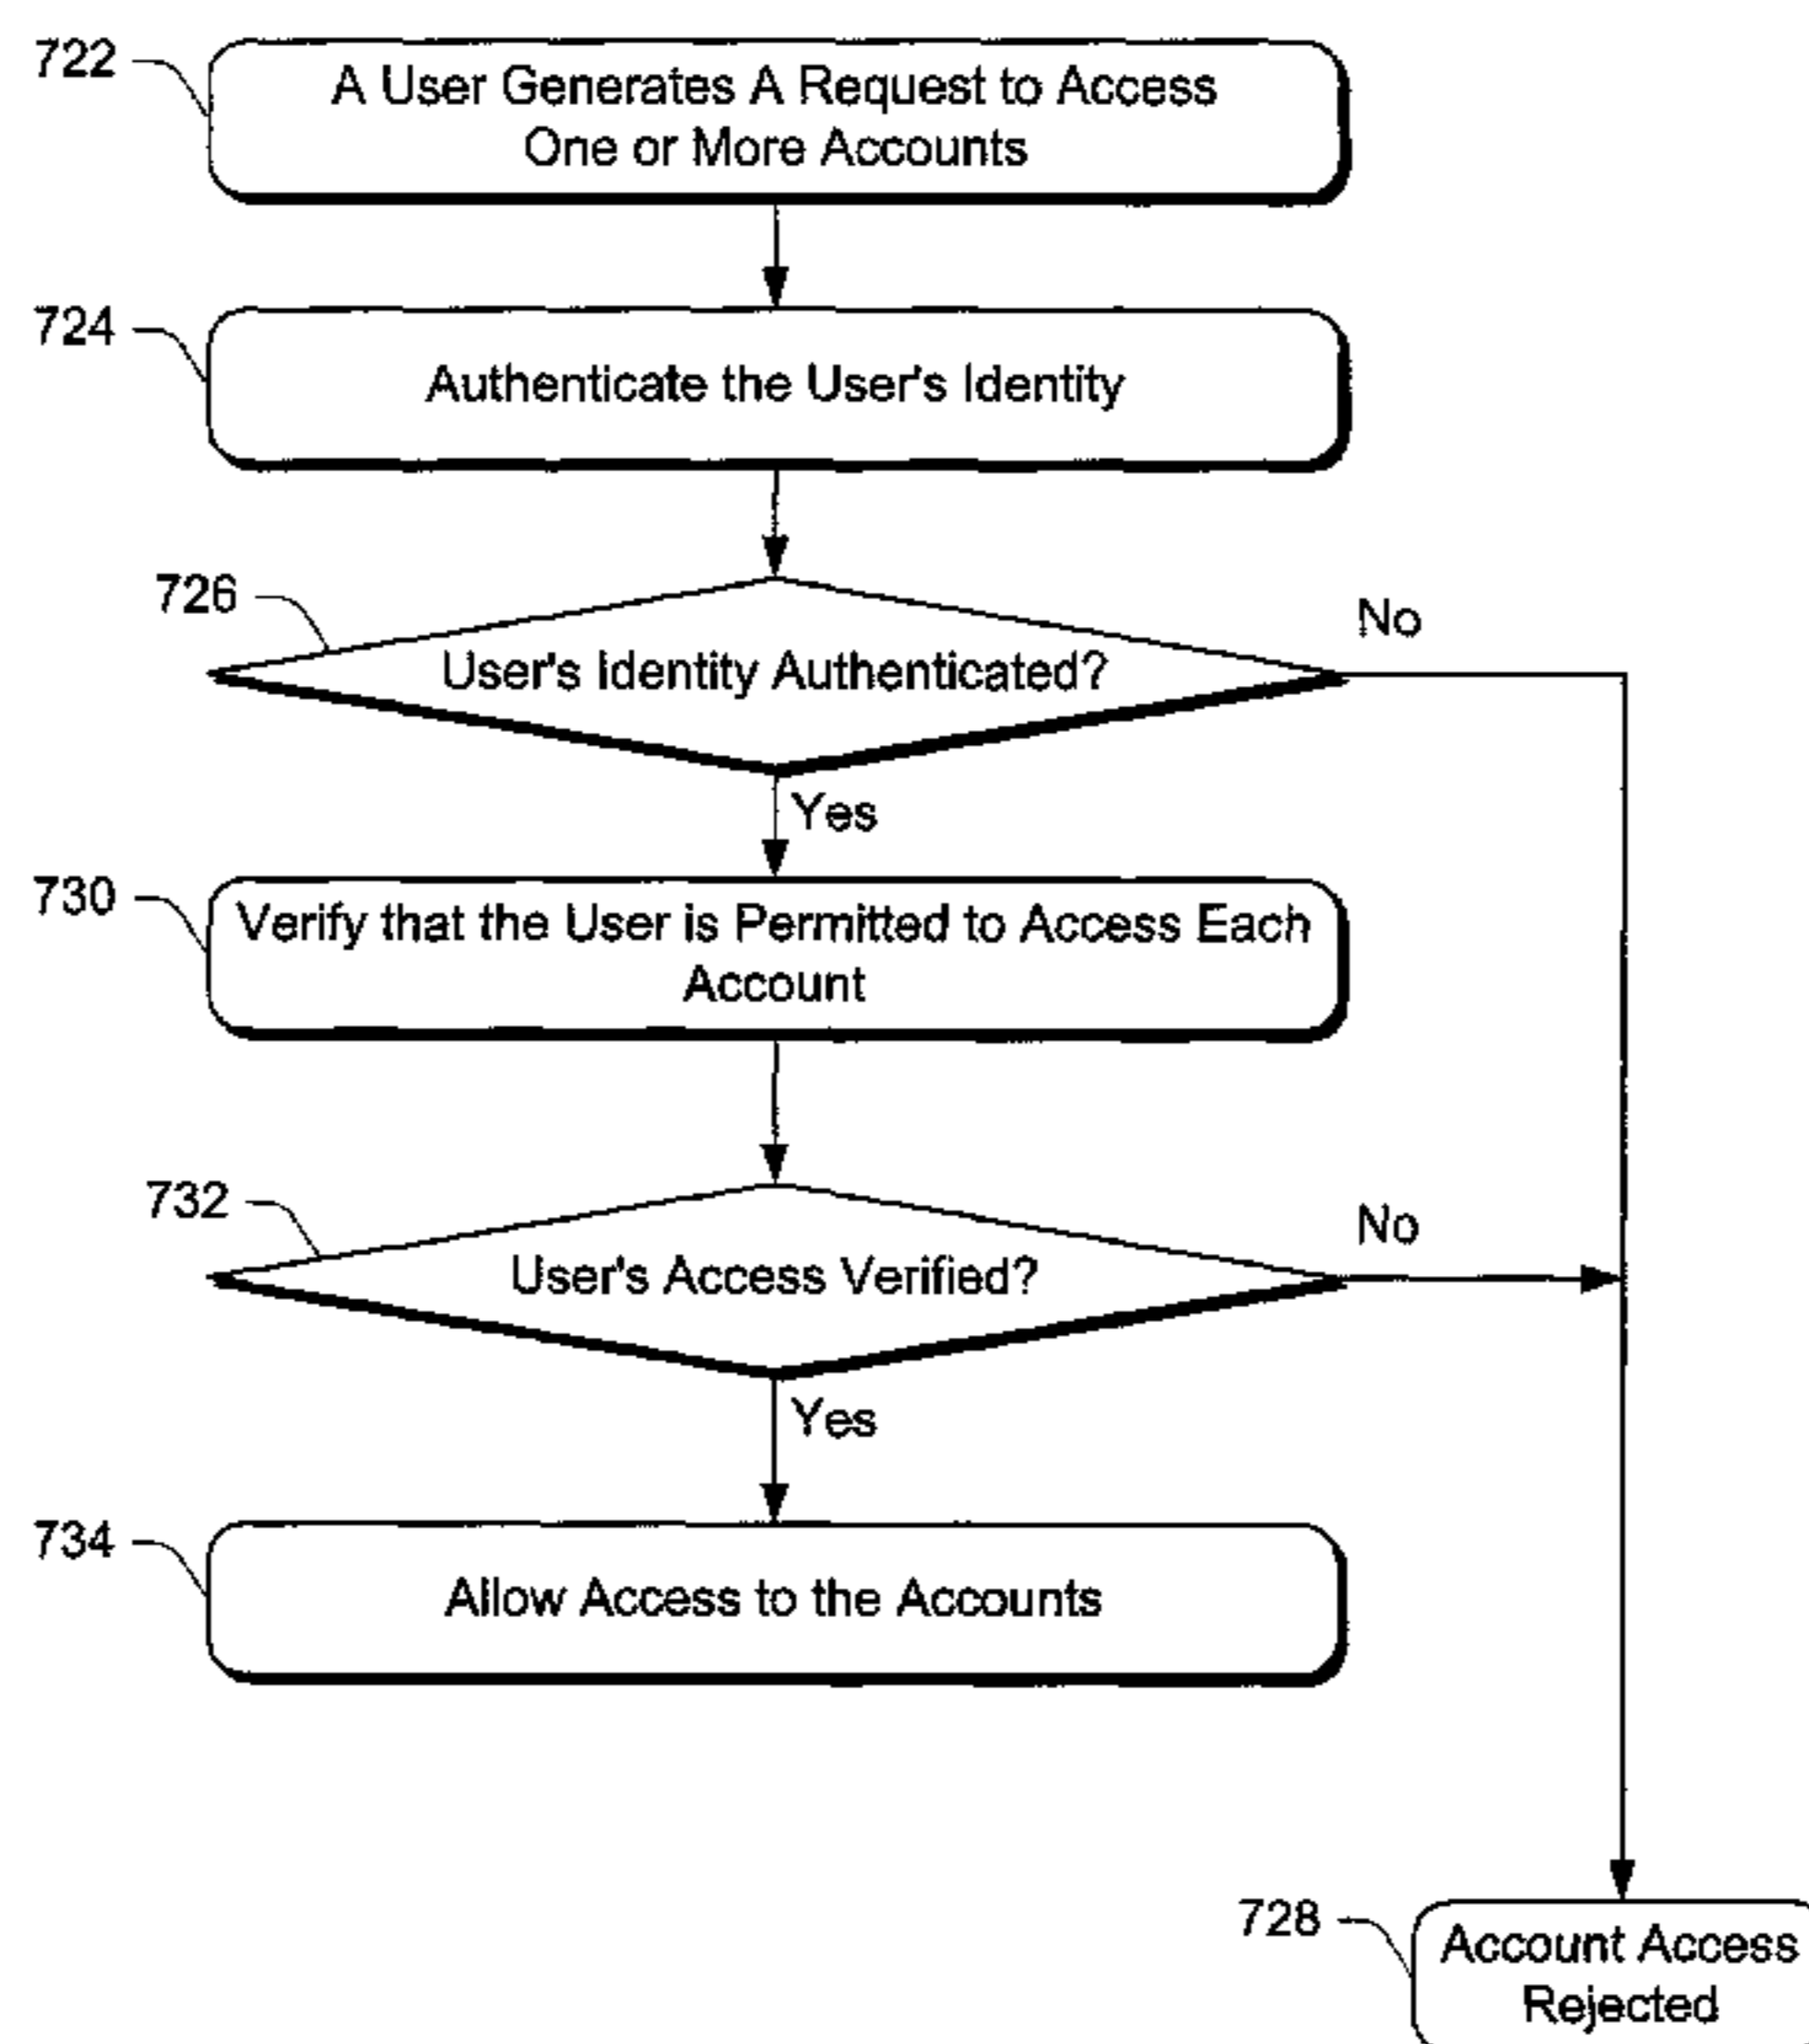 722
A User Generates A Request to Access
One or More Accounts
724
Authenticate the User's Identity
726
User's Identity Authenticated?
No
Yes
730
Verify that the User is Permitted to Access Each
Account
732
User's Access Verified?
No
Yes
734
Allow Access to the Accounts
728
Account Access
Rejected